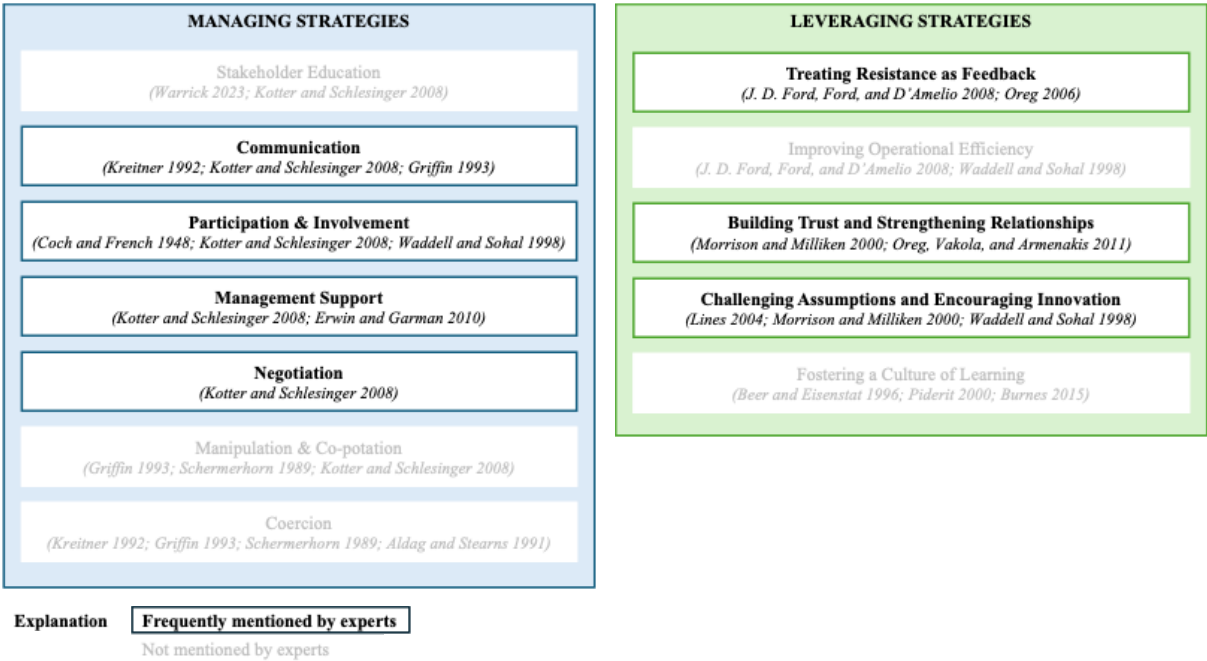 MANAGING STRATEGIES
Stakeholder Education
(Warrick 2023; Kotter and Schlesinger 2008)
Communication
(Kreitner 1992; Kotter and Schlesinger 2008; Griffin 1993)
Participation & Involvement
(Coch and French 1948; Kotter and Schlesinger 2008; Waddell and Sohal 1998)
Management Support
(Kotter and Schlesinger 2008; Erwin and Garman 2010)
Negotiation
(Kotter and Schlesinger 2008)
Manipulation & Co-potation
(Griffin 1993; Schermerhorn 1989; Kotter and Schlesinger 2008)
Coercion
(Kreitner 1992; Griffin 1993; Schermerhorn 1989; Aldag and Stearns 1991)
LEVERAGING STRATEGIES
Treating Resistance as Feedback
(J. D. Ford, Ford, and D'Amelio 2008; Oreg 2006)
Improving Operational Efficiency
(J. D. Ford, Ford, and D'Amelio 2008; Waddell and Sohal 1998)
Building Trust and Strengthening Relationships
(Morrison and Milliken 2000; Oreg, Vakola, and Armenakis 2011)
Challenging Assumptions and Encouraging Innovation
(Lines 2004; Morrison and Milliken 2000; Waddell and Sohal 1998)
Fostering a Culture of Learning
(Beer and Eisenstat 1996; Piderit 2000; Burnes 2015)
Explanation
Frequently mentioned by experts
Not mentioned by experts